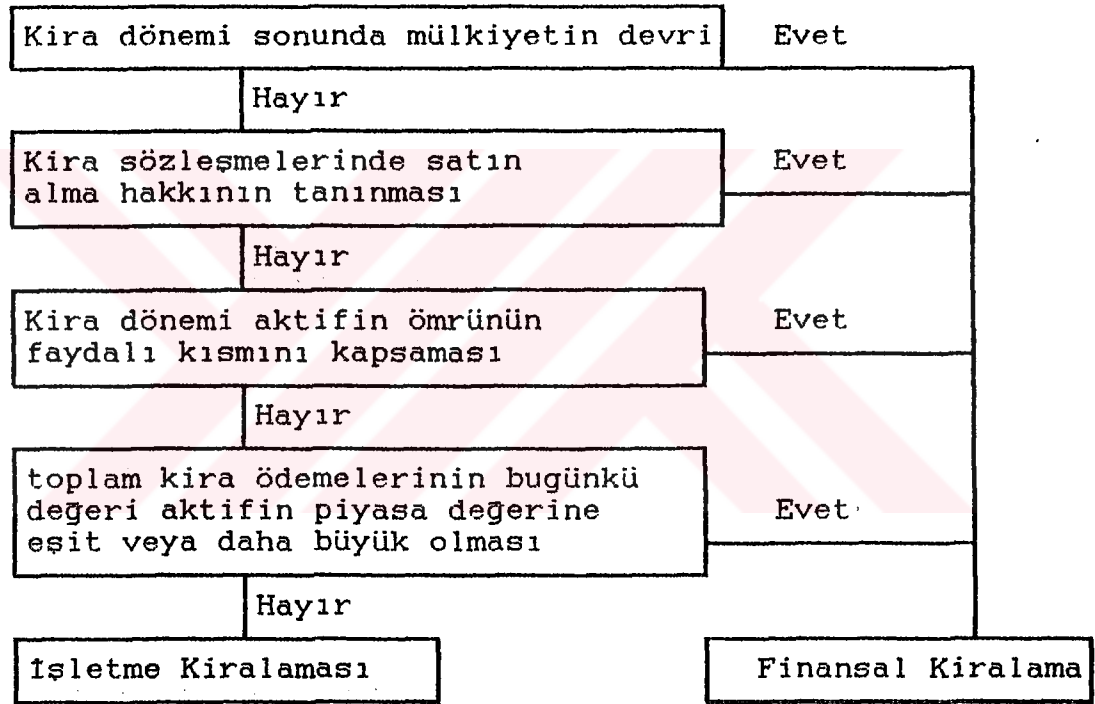 Kira dönemi sonunda mülkiyetin devri Evet
Hayır
Kira sözleşmelerinde satın
alma hakkının tanınması
Evet
Hayır
Kira dönemi aktifin ömrünün
faydalı kısmını kapsaması
Evet
Hayır
toplam kira ödemelerinin bugünkü
değeri aktifin piyasa değerine
eşit veya daha büyük olması
Evet
Hayır
İşletme Kiralaması
Finansal Kiralama